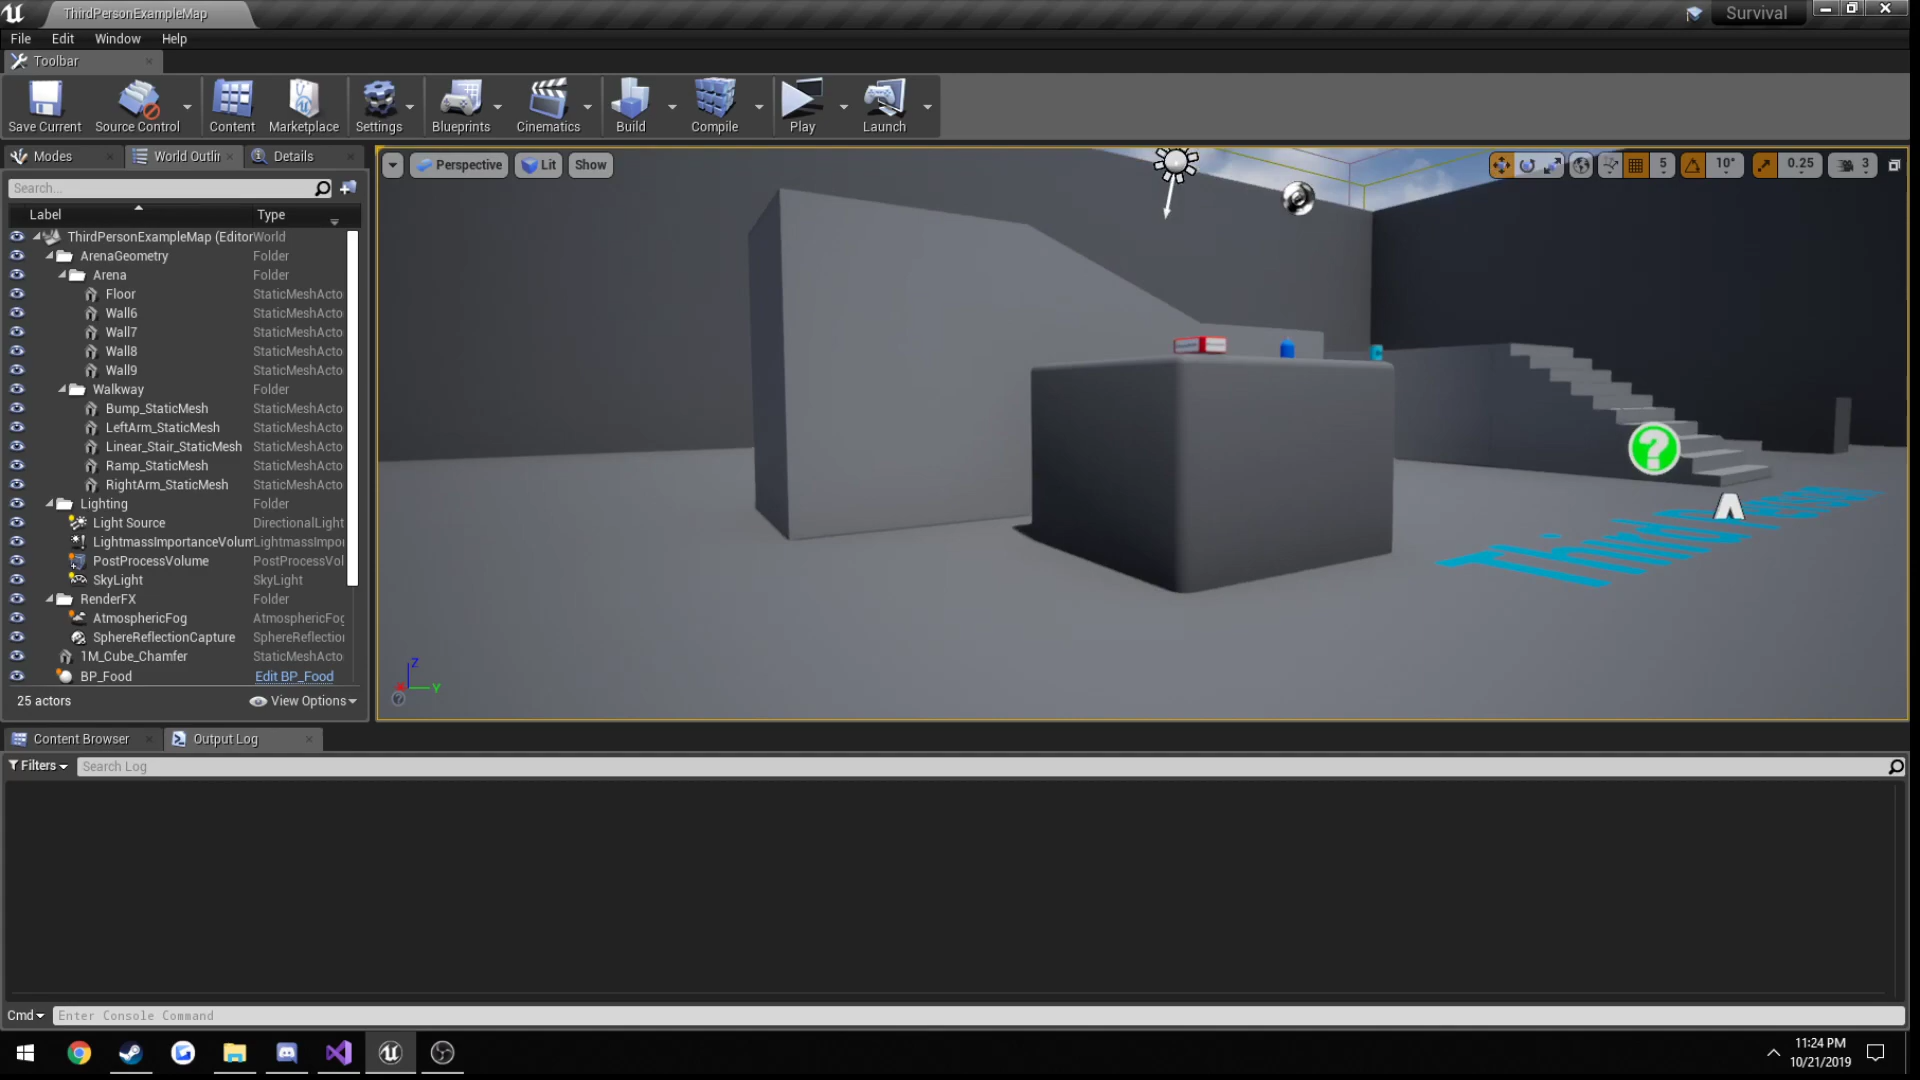 ThirdPersonExampleMap
Survival
File Edit Window Help
Toolbar
Save Current Source Control Content Marketplace Settings Blueprints Cinematics Build Compile Play Launch
Modes World Outlin Details
Perspective Lit Show
5 10° 0.25 3
Search...
Label Type
ThirdPersonExampleMap (Editor World
ArenaGeometry Folder
Arena Folder
Floor StaticMeshActo
Wall6 StaticMeshActo
Wall7 StaticMeshActo
Wall8 StaticMeshActo
Wall9 StaticMeshActo
Walkway Folder
Bump_StaticMesh StaticMeshActo
LeftArm_StaticMesh StaticMeshActo
Linear_Stair_StaticMesh StaticMeshActo
Ramp_StaticMesh StaticMeshActo
RightArm_StaticMesh StaticMeshActo
Lighting Folder
Light Source DirectionalLight
LightmassImportanceVolum LightmassImpor
PostProcessVolume PostProcessVol
SkyLight SkyLight
RenderFX Folder
AtmosphericFog AtmosphericFog
SphereReflectionCapture SphereReflection
1M_Cube_Chamfer StaticMeshActo
BP_Food Edit BP_Food
25 actors View Options
Z
Y
Content Browser Output Log
Filters Search Log
Cmd Enter Console Command
11:24 PM
10/21/2019